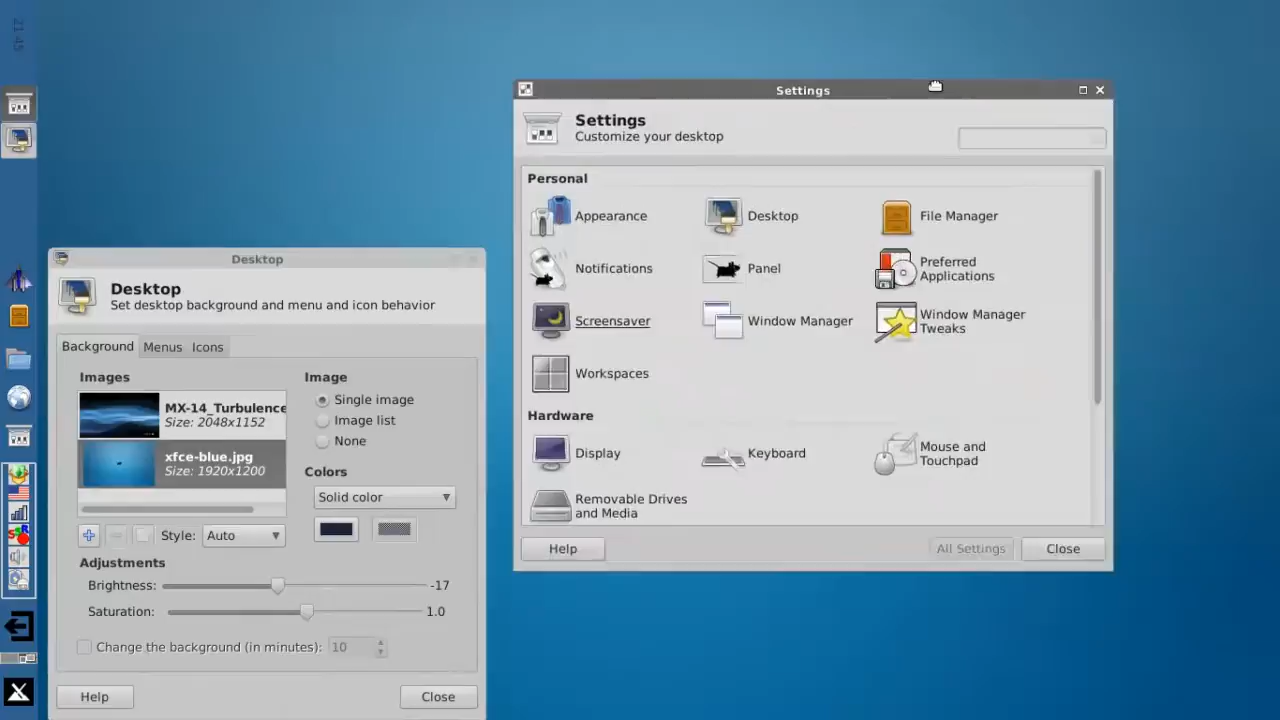 21:45
Settings
Settings
Customize your desktop
Personal
Appearance
Desktop
File Manager
Notifications
Panel
Preferred
Applications
Screensaver
Window Manager
Window Manager
Tweaks
Workspaces
Hardware
Display
Keyboard
Mouse and
Touchpad
Removable Drives
and Media
Help
All Settings
Close
Desktop
Desktop
Set desktop background and menu and icon behavior
Background
Menus
Icons
Images
MX-14_Turbulence
Size: 2048x1152
xfce-blue.jpg
Size: 1920x1200
Style:
Auto
Image
Single image
Image list
None
Colors
Solid color
Adjustments
Brightness:
-17
Saturation:
1.0
Change the background (in minutes):
10
Help
Close